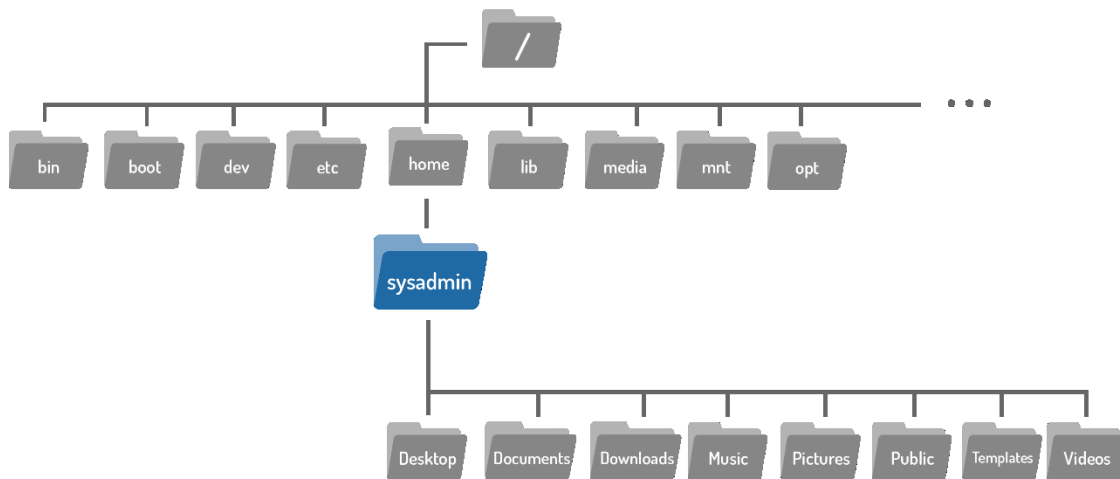 /
bin boot dev etc home lib media mnt opt
sysadmin
Desktop Documents Downloads Music Pictures Public Templates Videos